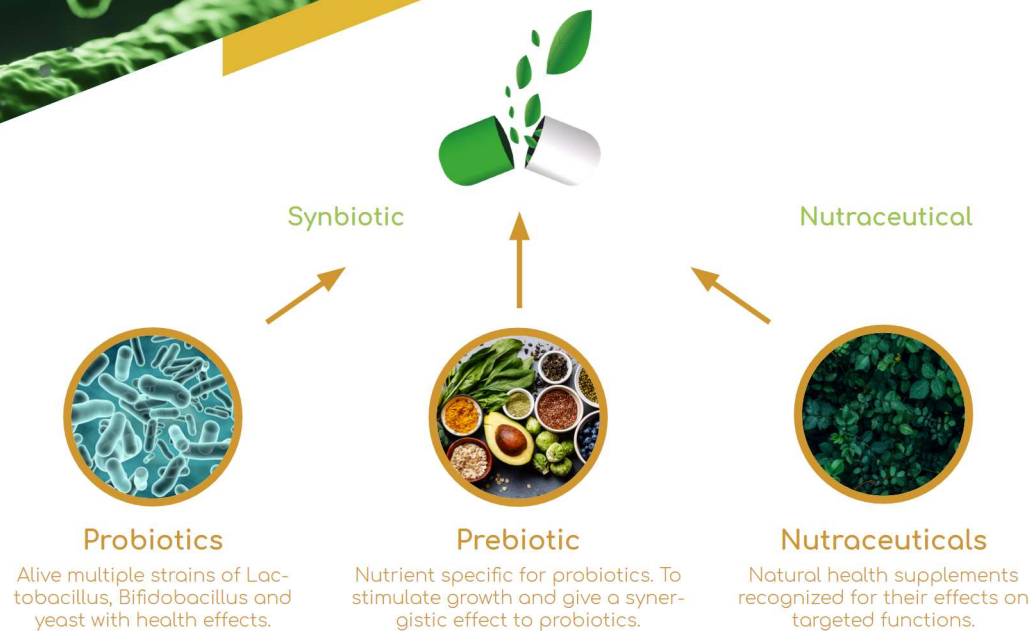 Synbiotic
Nutraceutical
Probiotics
Alive multiple strains of Lac-
tobacillus, Bifidobacillus and
yeast with health effects.
Prebiotic
Nutrient specific for probiotics. To
stimulate growth and give a syner-
gistic effect to probiotics.
Nutraceuticals
Natural health supplements
recognized for their effects on
targeted functions.